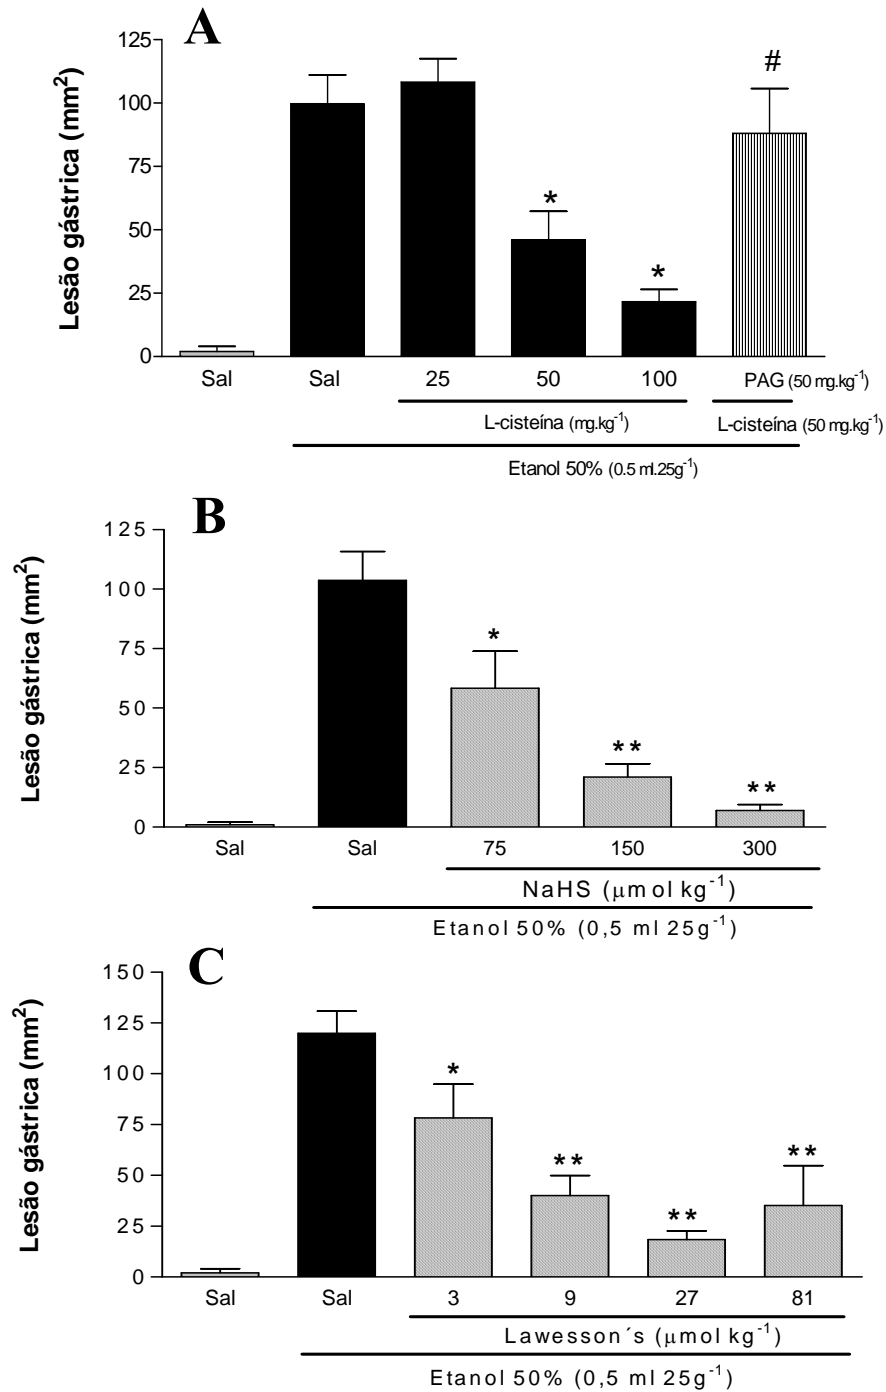 A
Lesão gástrica (mm²)
125
100
75
50
25
0
*
*
#
Sal Sal 25 50 100 PAG (50 mg.kg⁻¹)
L-cisteína (mg.kg⁻¹) L-cisteína (50 mg.kg⁻¹)
Etanol 50% (0.5 ml.25g⁻¹)
B
Lesão gástrica (mm²)
125
100
75
50
25
0
*
**
**
Sal Sal 75 150 300
NaHS (μmol kg⁻¹)
Etanol 50% (0,5 ml 25g⁻¹)
C
Lesão gástrica (mm²)
150
125
100
75
50
25
0
*
**
**
**
Sal Sal 3 9 27 81
Lawesson´s (μmol kg⁻¹)
Etanol 50% (0,5 ml 25g⁻¹)